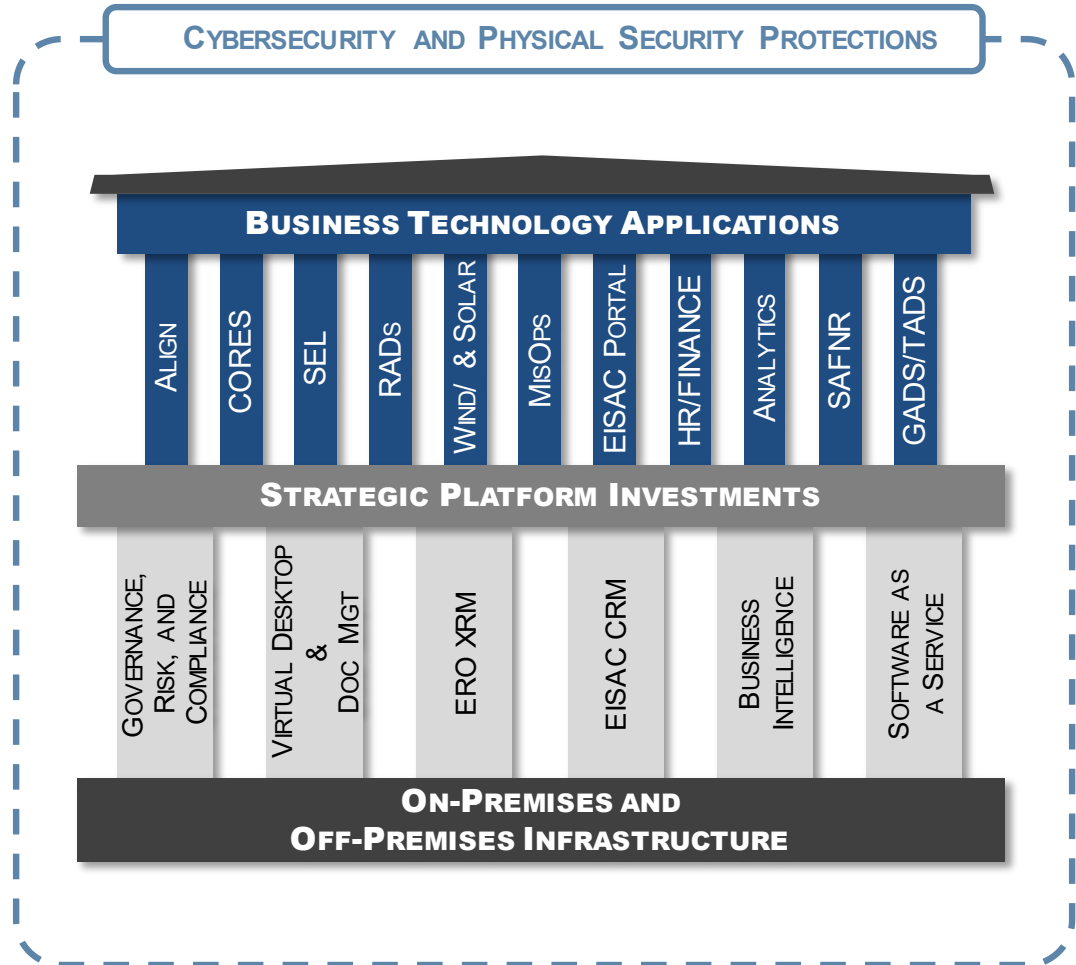 CYBERSECURITY AND PHYSICAL SECURITY PROTECTIONS
BUSINESS TECHNOLOGY APPLICATIONS
ALIGN
CORES
SEL
RADS
WIND/ & SOLAR
MISOPS
EISAC PORTAL
HR/FINANCE
ANALYTICS
SAFNR
GADS/TADS
STRATEGIC PLATFORM INVESTMENTS
GOVERNANCE,
RISK, AND
COMPLIANCE
VIRTUAL DESKTOP
&
DOC MGT
ERO XRM
EISAC CRM
BUSINESS
INTELLIGENCE
SOFTWARE AS
A SERVICE
ON-PREMISES AND
OFF-PREMISES INFRASTRUCTURE